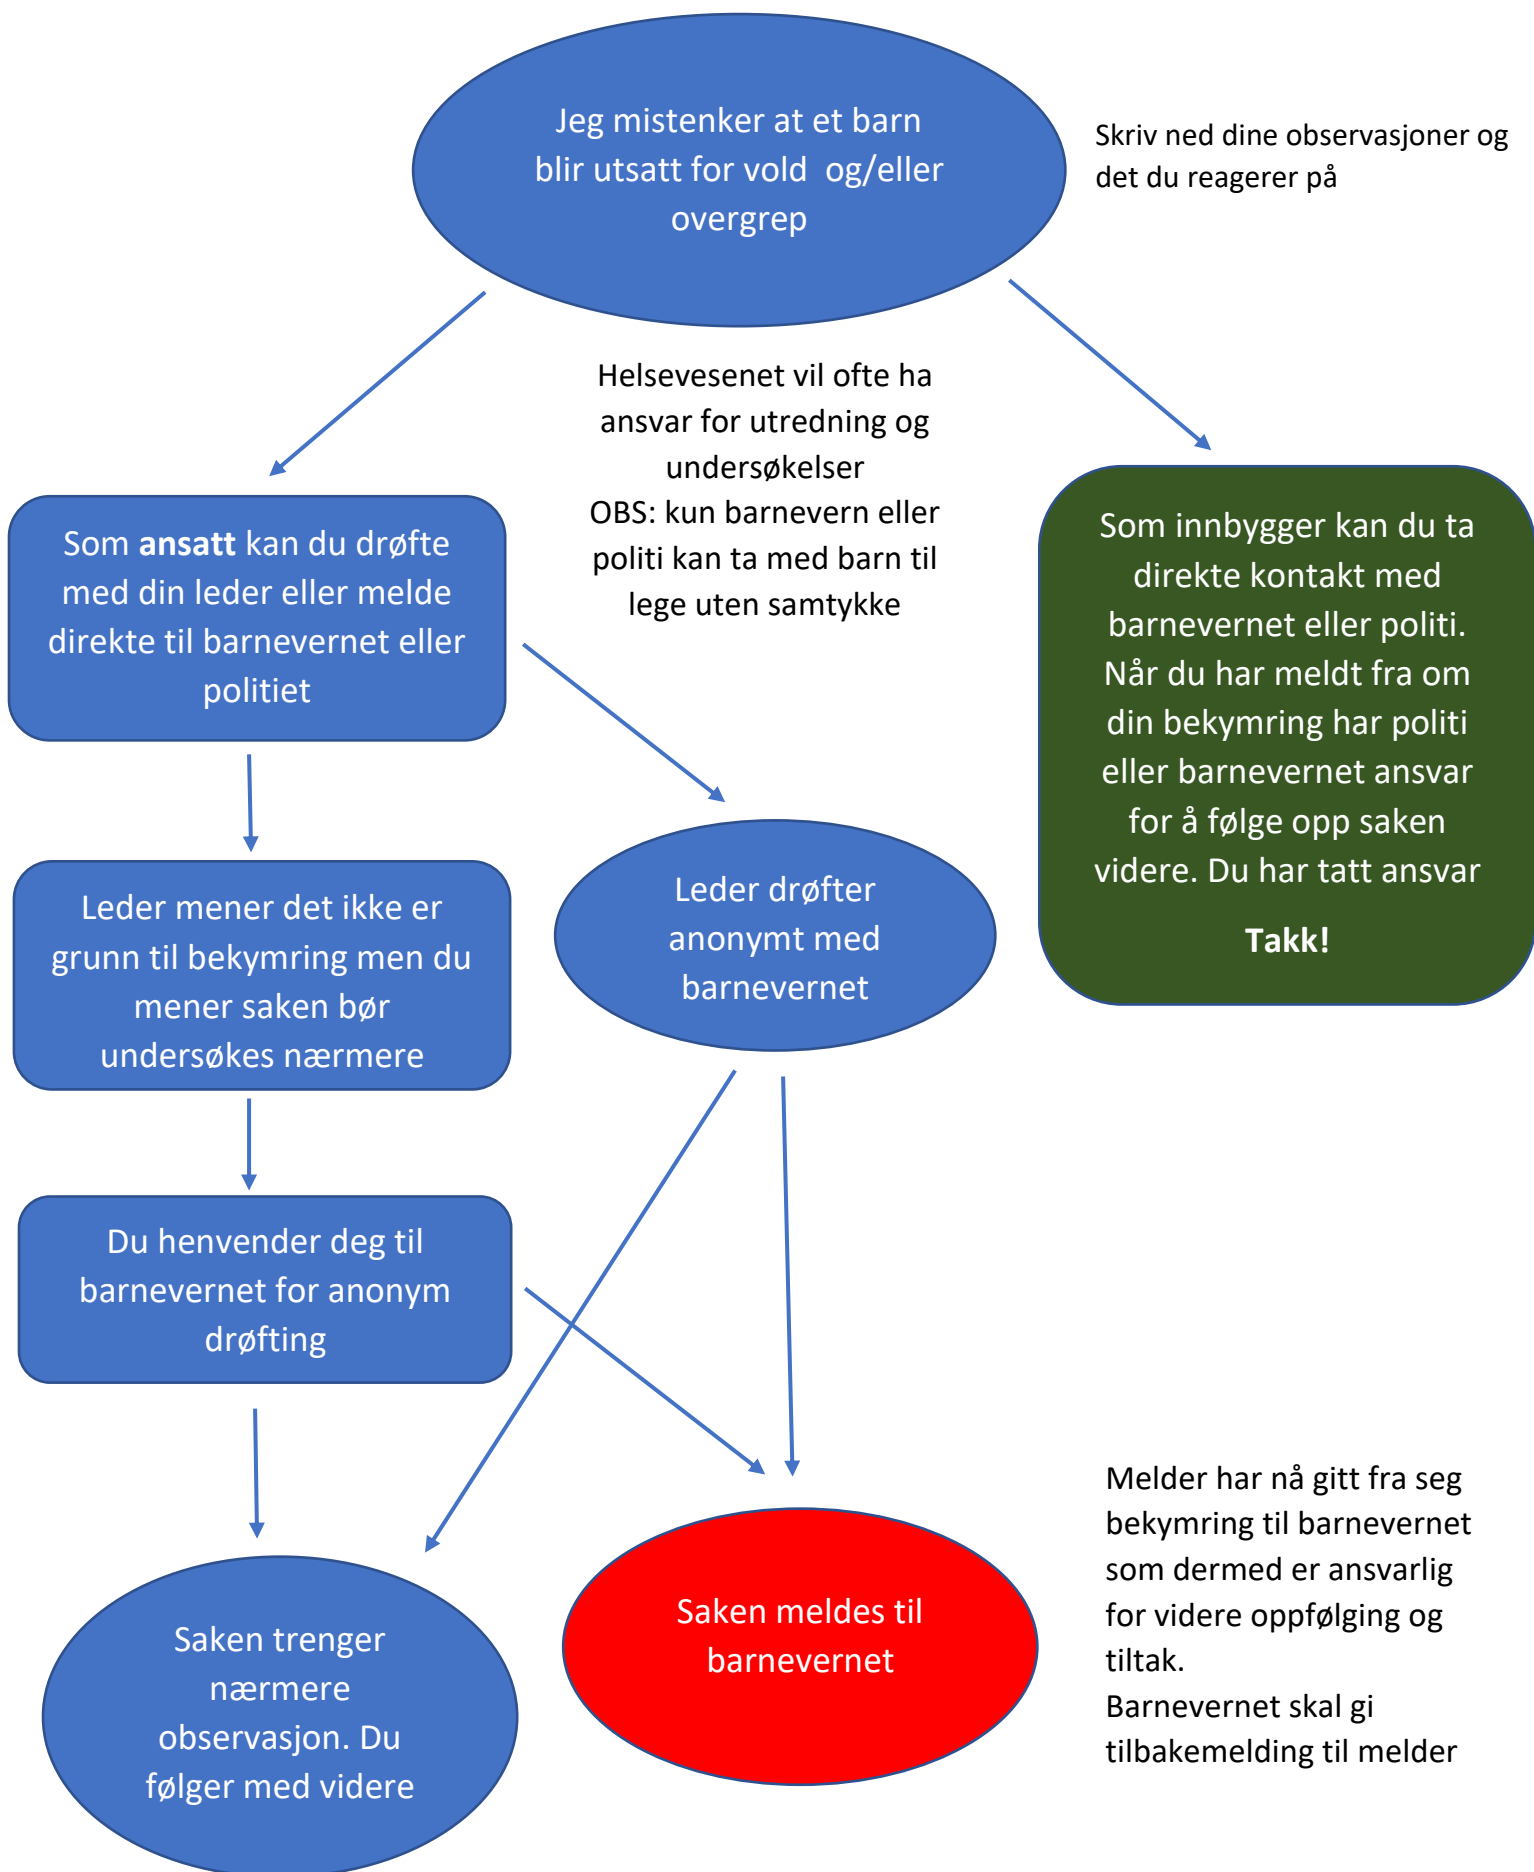 Jeg mistenker at et barn
blir utsatt for vold  og/eller
overgrep
Skriv ned dine observasjoner og
det du reagerer på
Helsevesenet vil ofte ha
ansvar for utredning og
undersøkelser
OBS: kun barnevern eller
politi kan ta med barn til
lege uten samtykke
Som ansatt kan du drøfte
med din leder eller melde
direkte til barnevernet eller
politiet
Som innbygger kan du ta
direkte kontakt med
barnevernet eller politi.
Når du har meldt fra om
din bekymring har politi
eller barnevernet ansvar
for å følge opp saken
videre. Du har tatt ansvar
Takk!
Leder mener det ikke er
grunn til bekymring men du
mener saken bør
undersøkes nærmere
Leder drøfter
anonymt med
barnevernet
Du henvender deg til
barnevernet for anonym
drøfting
Saken trenger
nærmere
observasjon. Du
følger med videre
Saken meldes til
barnevernet
Melder har nå gitt fra seg
bekymring til barnevernet
som dermed er ansvarlig
for videre oppfølging og
tiltak.
Barnevernet skal gi
tilbakemelding til melder